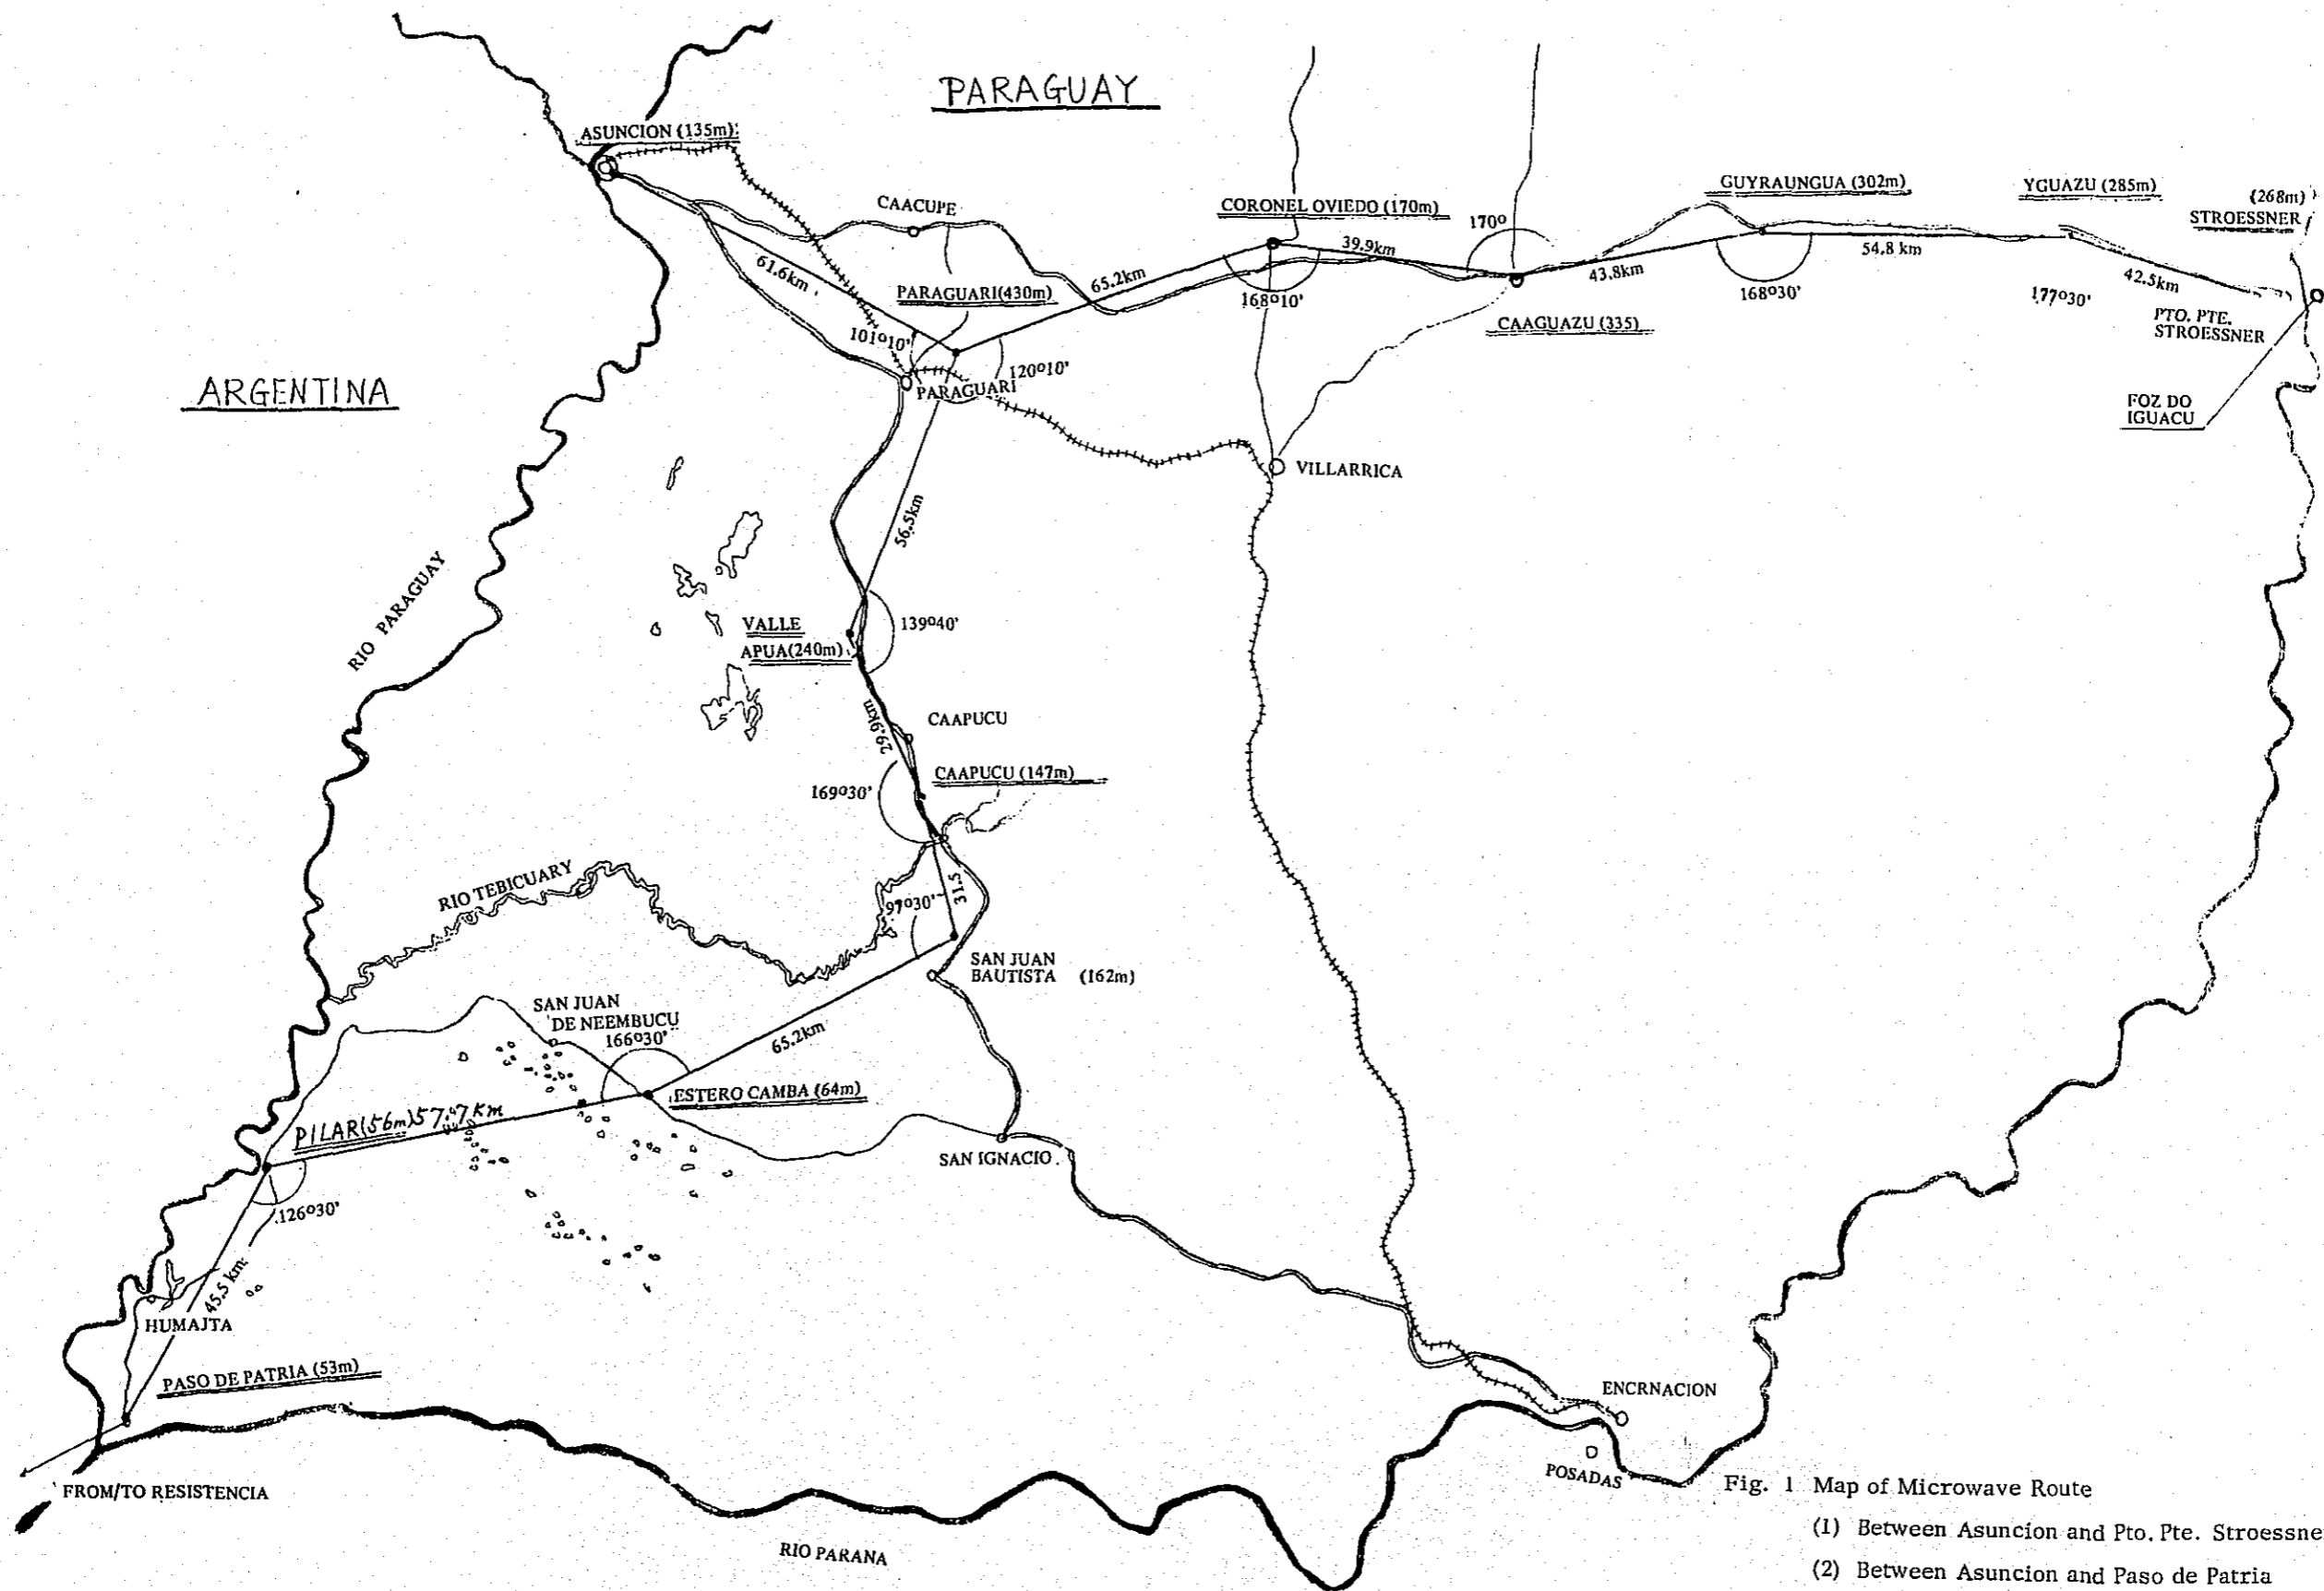 PARAGUAY
ASUNCION (135m)
CAACUPE
CORONEL OVIEDO (170m)
170°
GUYRAUNGUA (302m)
YGUAZU (285m)
(268m)
STROESSNER
61.6km
PARAGUARI(430m)
65.2km
39.9km
168°10'
43.8km
168°30'
54.8 km
177°30'
42.5km
PTO. PTE.
STROESSNER
CAAGUAZU (335)
101°10'
120°10'
PARAGUARI
ARGENTINA
FOZ DO
IGUACU
VILLARRICA
56.5km
RIO PARAGUAY
VALLE
APUA(240m)
139°40'
29.9km
CAAPUCU
CAAPUCU (147m)
169°30'
RIO TEBICUARY
97°30'
31.5
SAN JUAN
BAUTISTA (162m)
SAN JUAN
DE NEEMBUCU
166°30'
65.2km
ESTERO CAMBA (64m)
PILAR(56m) 57.7Km
SAN IGNACIO
126°30'
45.5 km
HUMAJTA
PASO DE PATRIA (53m)
ENCRNACION
POSADAS
FROM/TO RESISTENCIA
RIO PARANA
Fig. 1 Map of Microwave Route
(1) Between Asuncion and Pto. Pte. Stroessne
(2) Between Asuncion and Paso de Patria